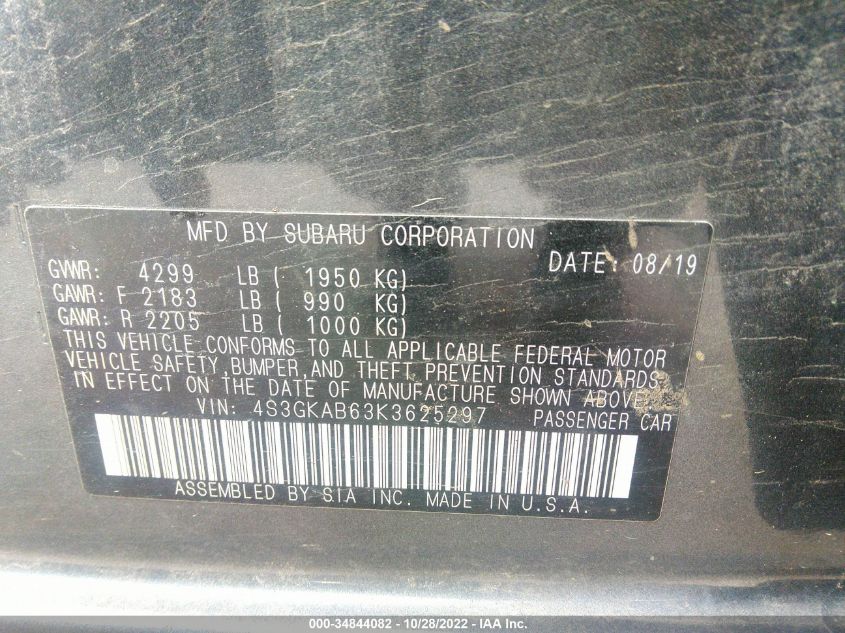 MFD BY SUBARU CORPORATION
DATE: 08/19
GVWR: 4299 LB ( 1950 KG)
GAWR: F 2183 LB ( 990 KG)
GAWR: R 2205 LB ( 1000 KG)
THIS VEHICLE CONFORMS TO ALL APPLICABLE FEDERAL MOTOR
VEHICLE SAFETY, BUMPER, AND THEFT PREVENTION STANDARDS
IN EFFECT ON THE DATE OF MANUFACTURE SHOWN ABOVE.
VIN: 4S3GKAB63K3625297 PASSENGER CAR
ASSEMBLED BY SIA INC. MADE IN U.S.A.
000-34844082 - 10/28/2022 - IAA Inc.